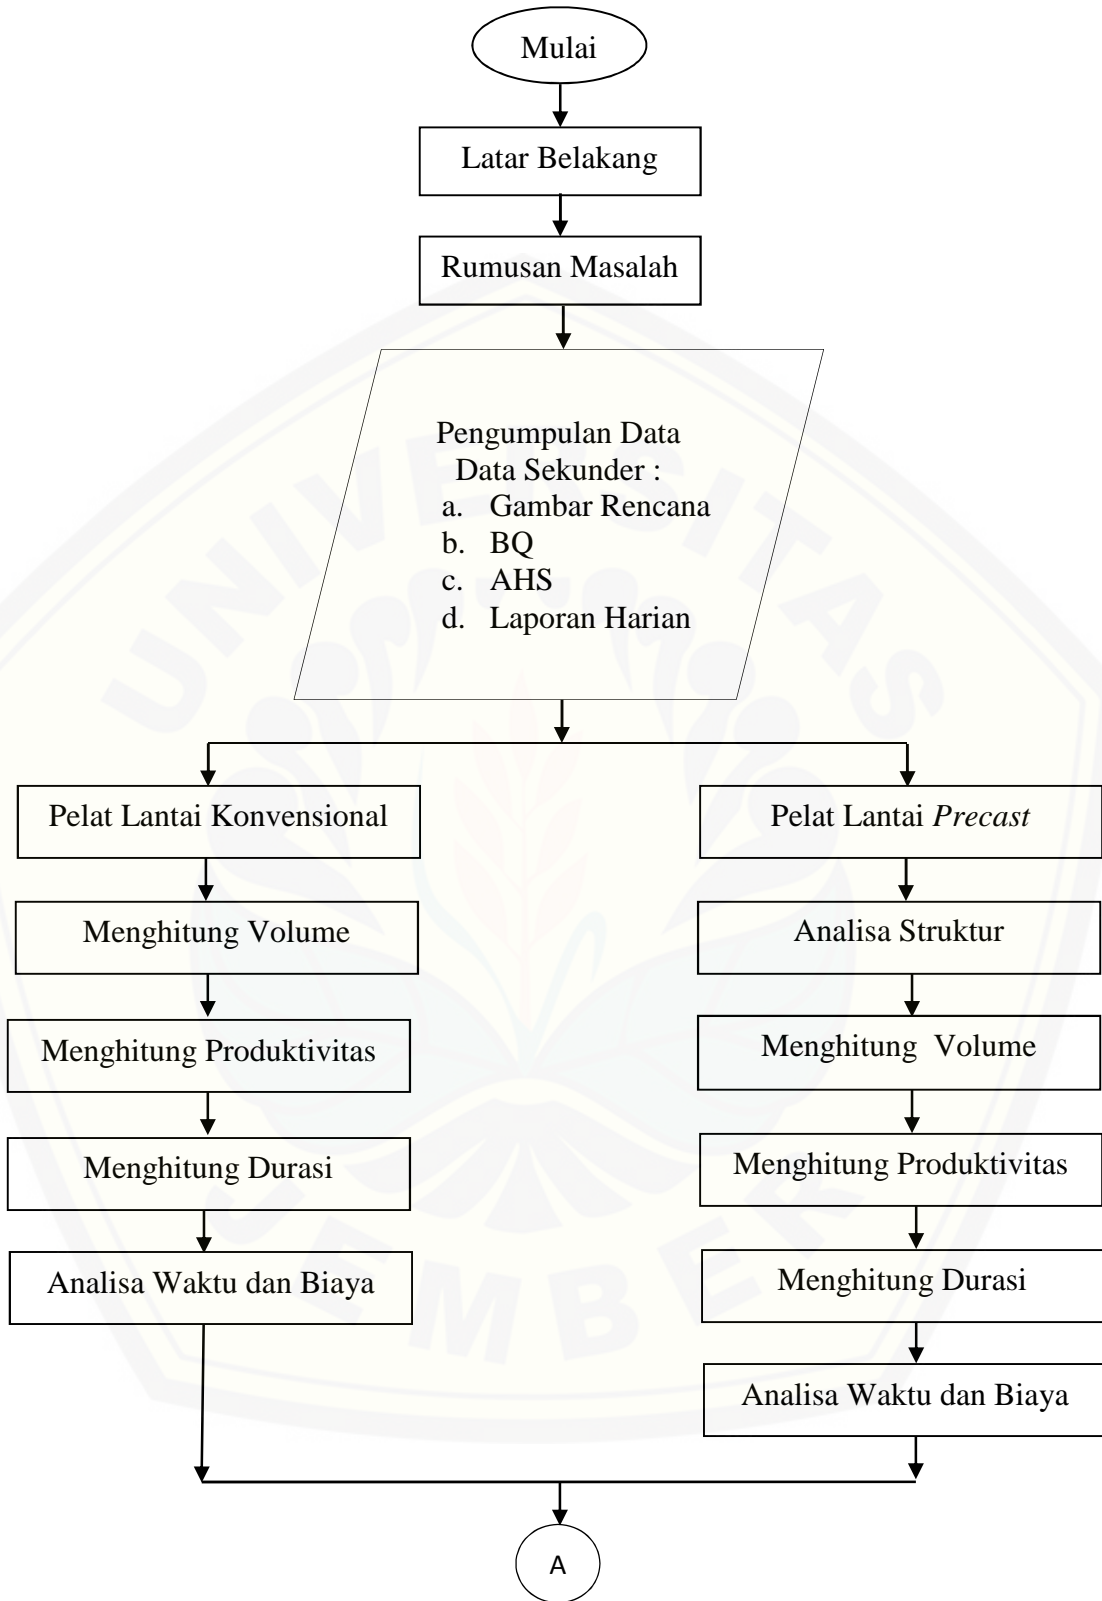 Mulai
Latar Belakang
Rumusan Masalah
Pengumpulan Data
Data Sekunder :
a. Gambar Rencana
b. BQ
c. AHS
d. Laporan Harian
Pelat Lantai Konvensional
Menghitung Volume
Menghitung Produktivitas
Menghitung Durasi
Analisa Waktu dan Biaya
Pelat Lantai Precast
Analisa Struktur
Menghitung  Volume
Menghitung Produktivitas
Menghitung Durasi
Analisa Waktu dan Biaya
A
UNIVERSITAS
JEMBER